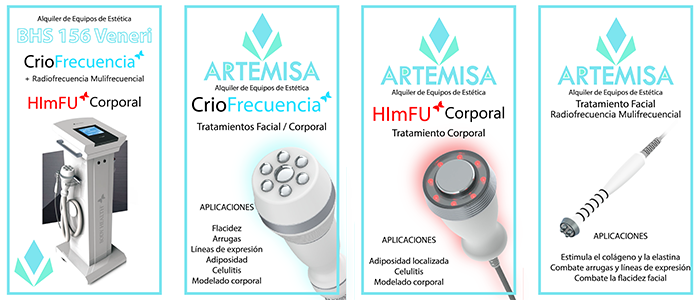 Alquiler de Equipos de Estética
BHS 156 Veneri
CrioFrecuencia
+ Radiofrecuencia Mulifrecuencial
HImFU Corporal
ARTEMISA
Alquiler de Equipos de Estética
CrioFrecuencia
Tratamientos Facial / Corporal
APLICACIONES
Flacidez
Arrugas
Líneas de expresión
Adiposidad
Celulitis
Modelado corporal
ARTEMISA
Alquiler de Equipos de Estética
HImFU Corporal
Tratamiento Corporal
APLICACIONES
Adiposidad localizada
Celulitis
Modelado corporal
ARTEMISA
Alquiler de Equipos de Estética
Tratamiento Facial
Radiofrecuencia Mulifrecuencial
APLICACIONES
Estimula el colágeno y la elastina
Combate arrugas y líneas de expresión
Combate la flacidez facial